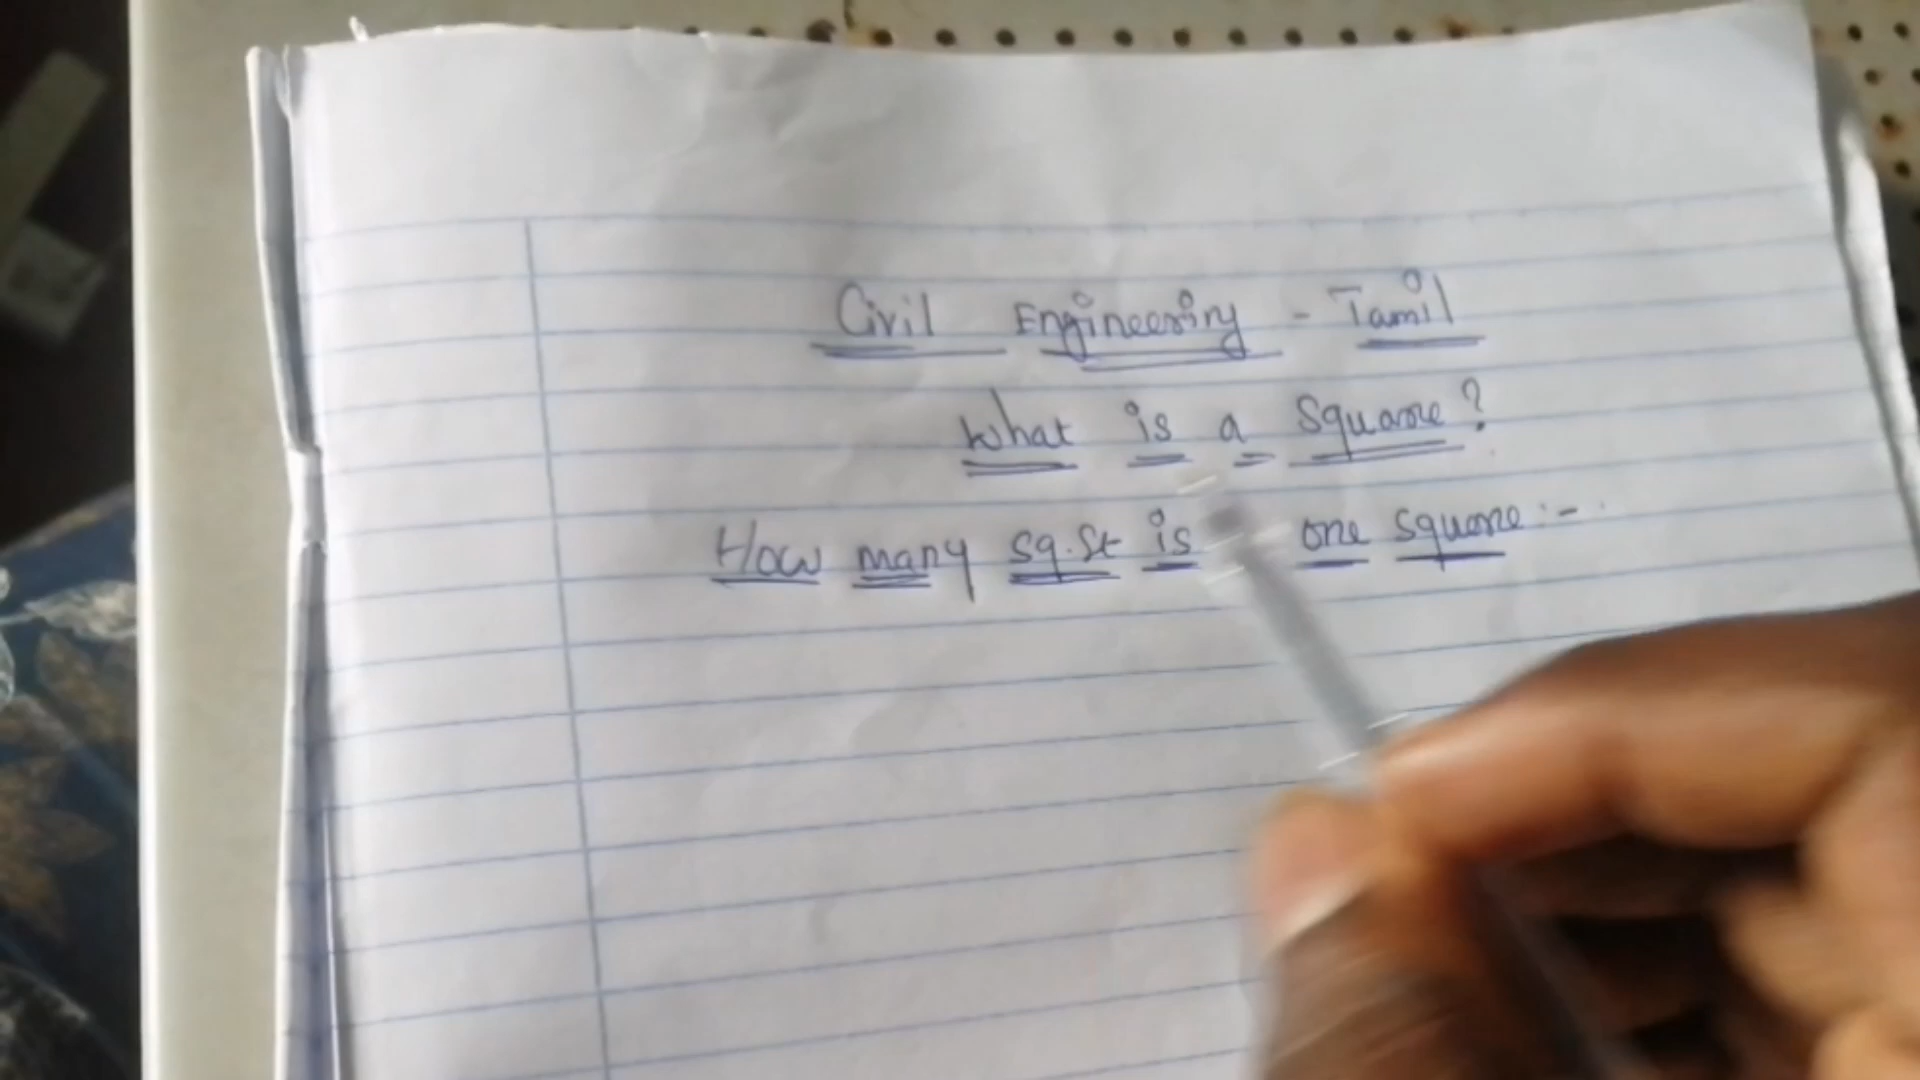 Civil Engineering - Tamil
What is a Square?
How many sq.ft is one square :-